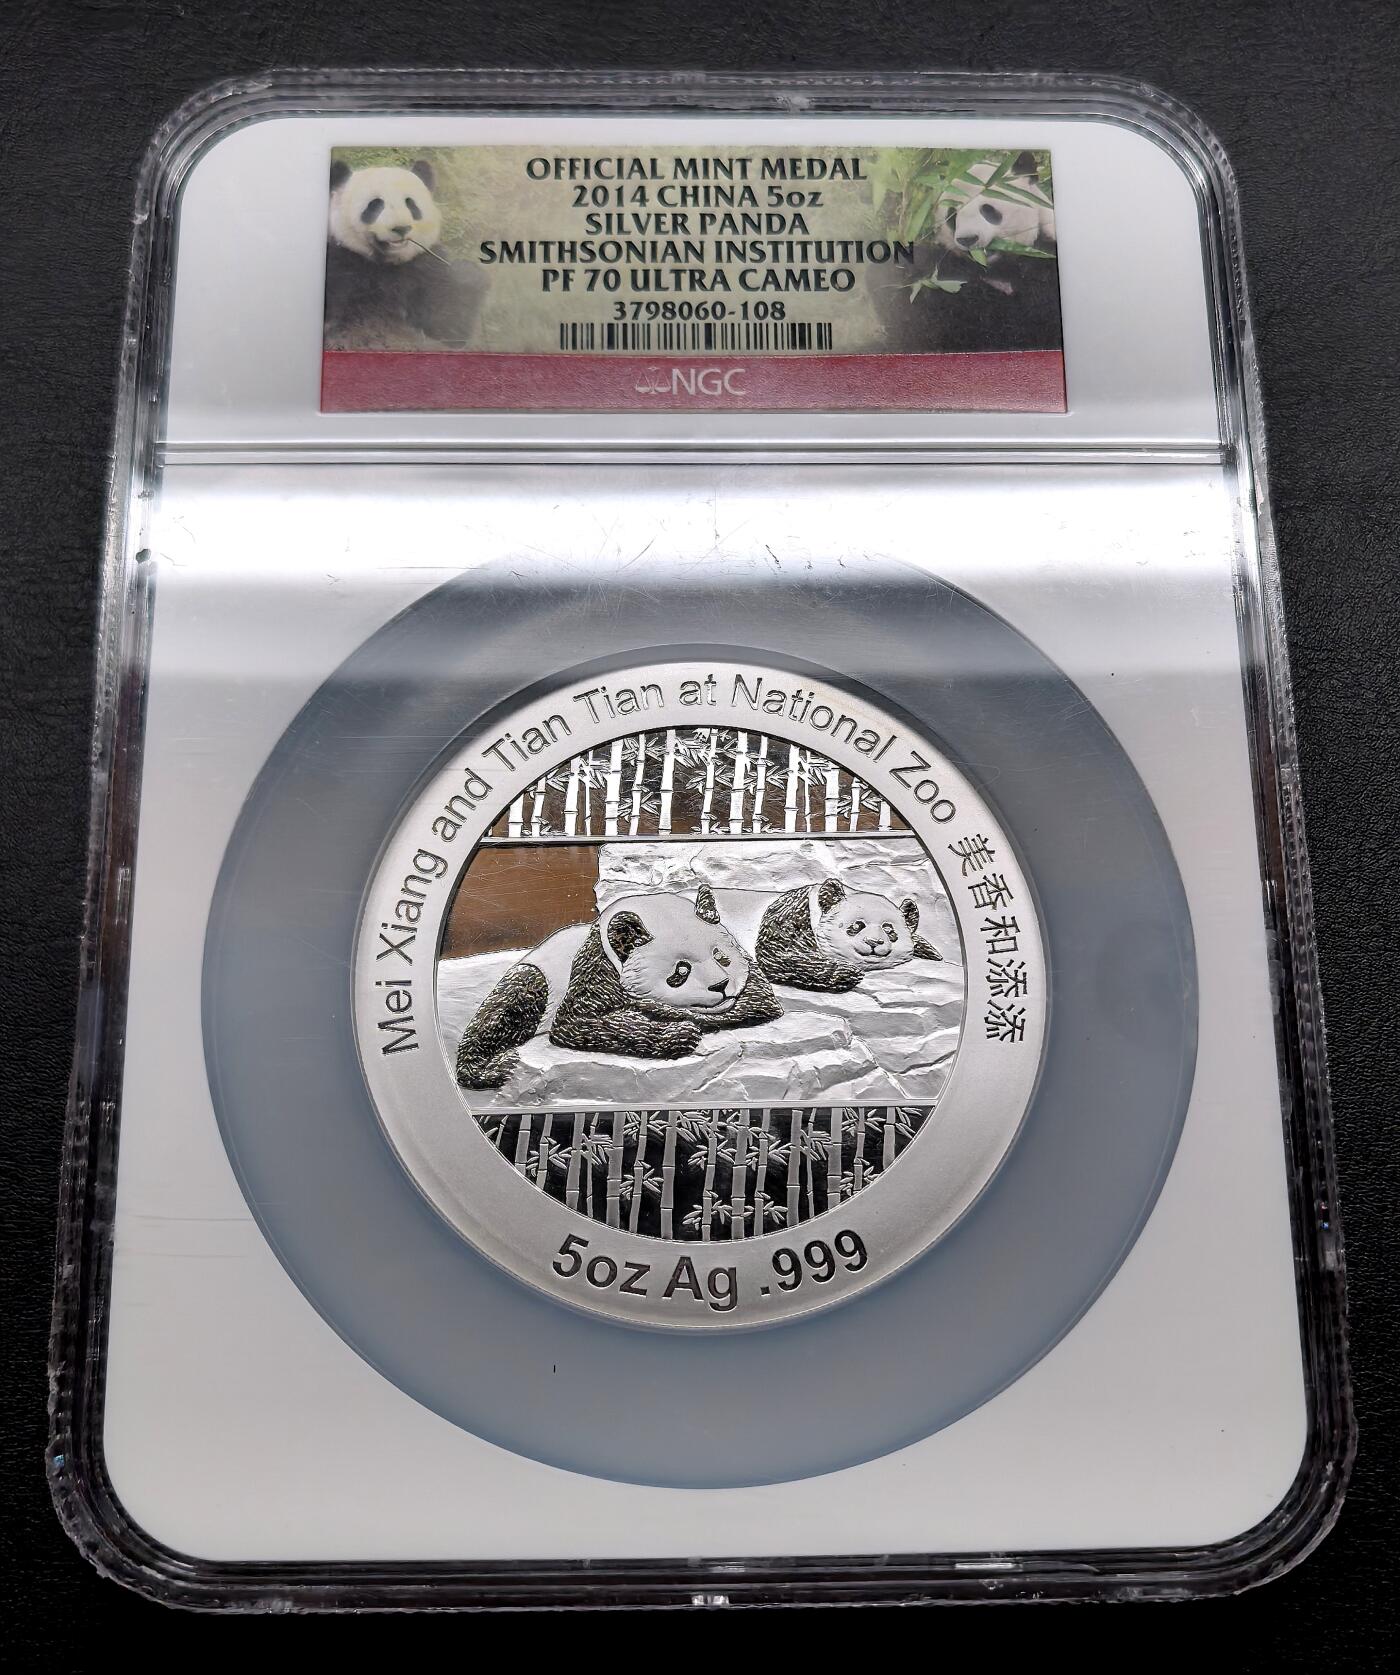 OFFICIAL MINT MEDAL
2014 CHINA 5oz
SILVER PANDA
SMITHSONIAN INSTITUTION
PF 70 ULTRA CAMEO
3798060-108
NGC
Mei Xiang and Tian Tian at National Zoo 美香和添添
5oz Ag .999